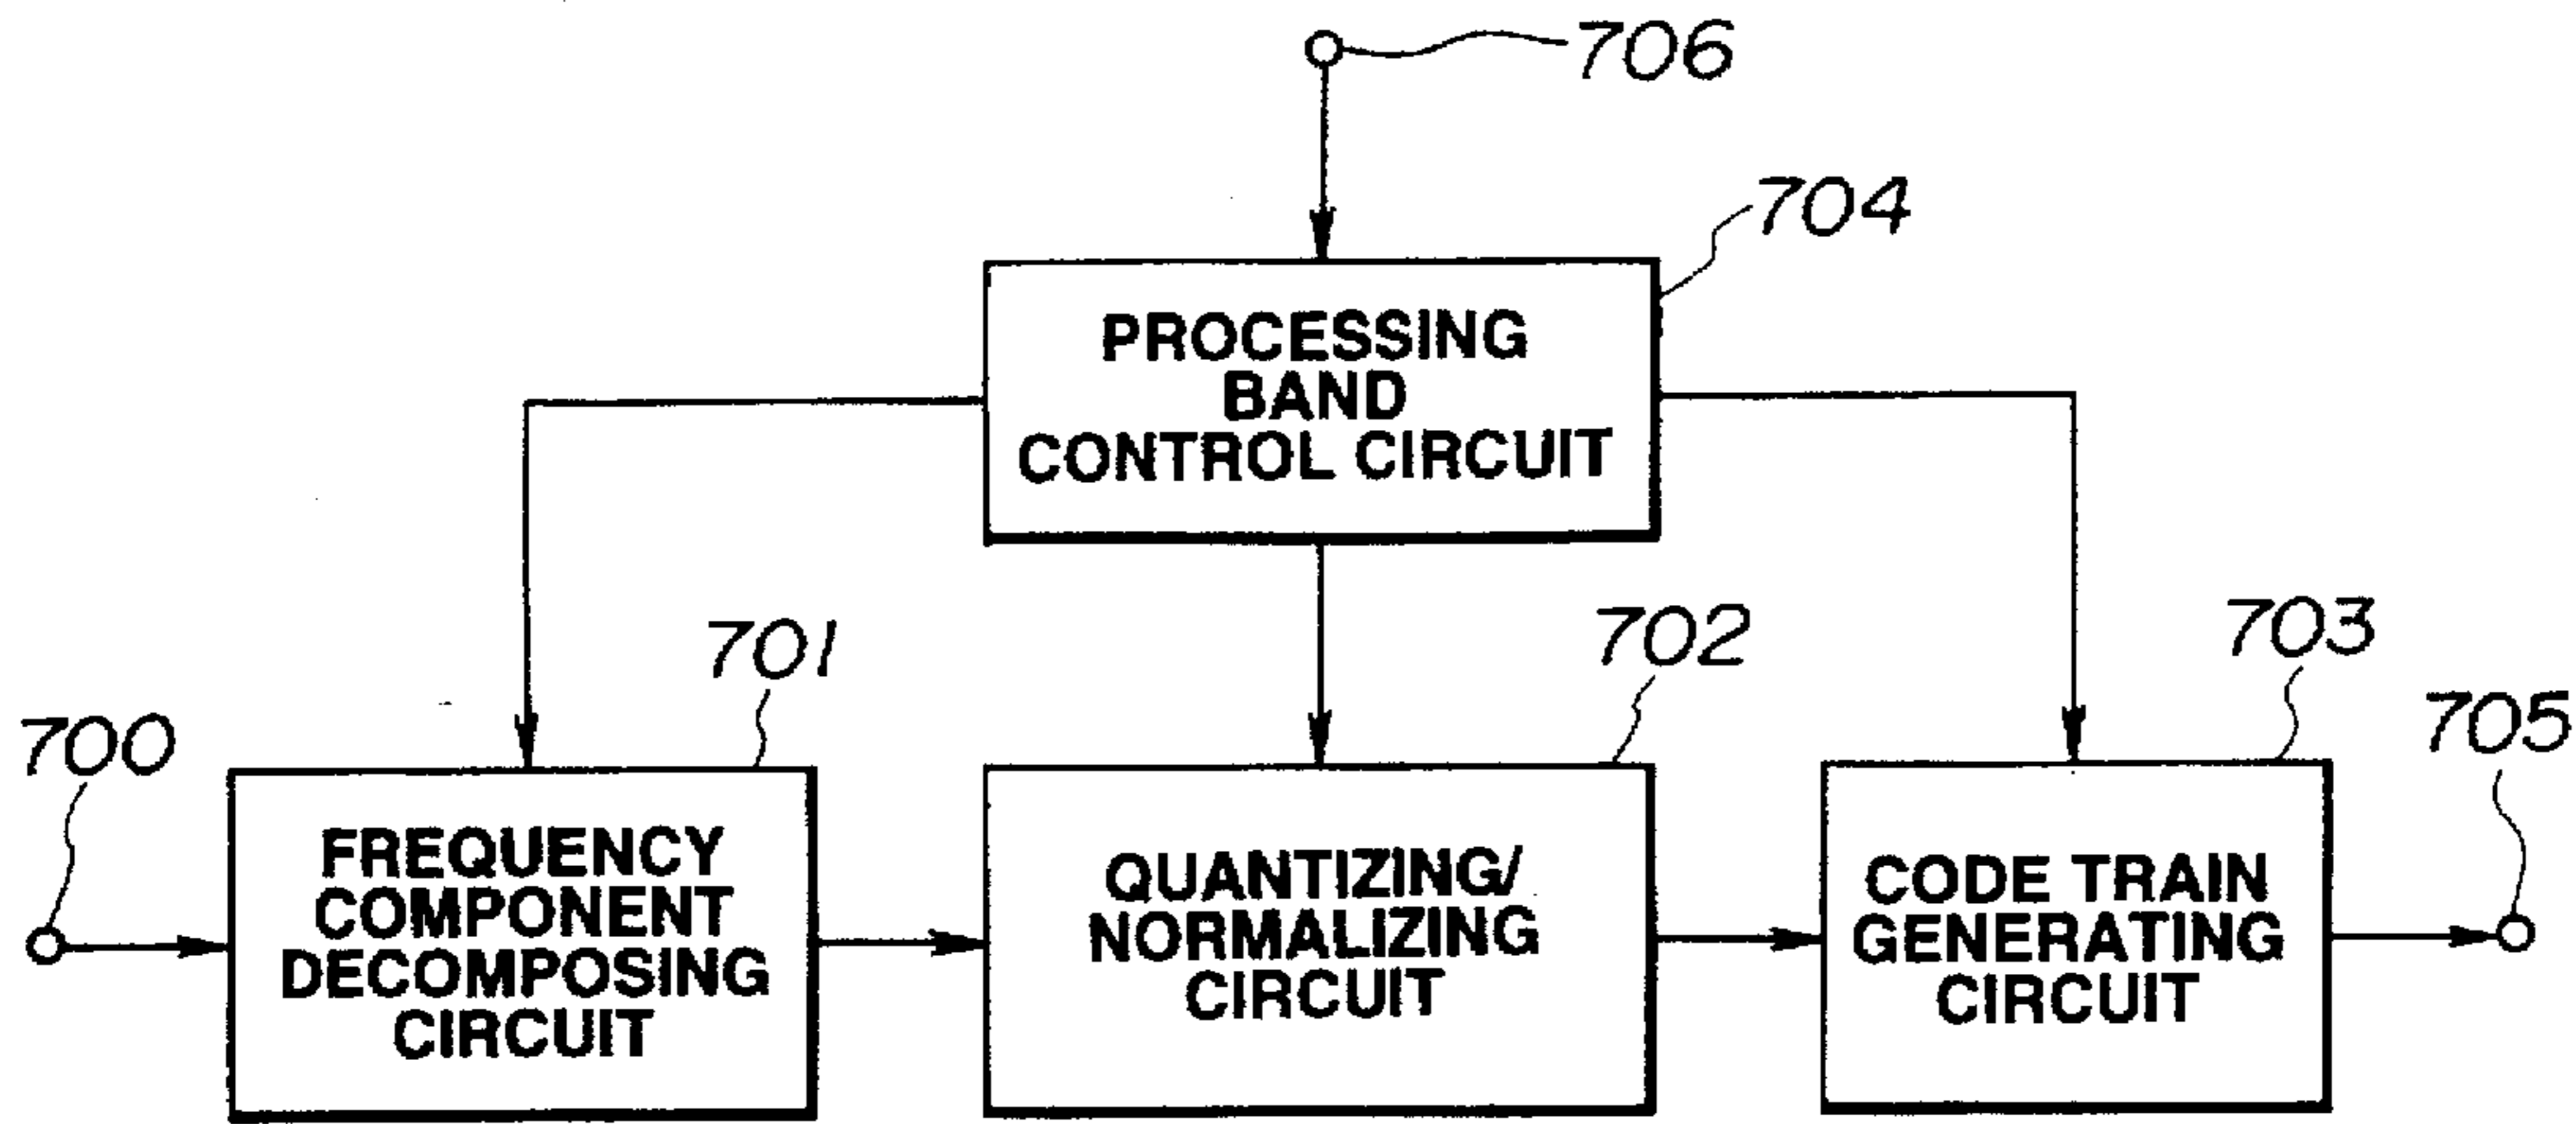 706
704
PROCESSING
BAND
CONTROL CIRCUIT
701
702
703
700
705
FREQUENCY
COMPONENT
DECOMPOSING
CIRCUIT
QUANTIZING/
NORMALIZING
CIRCUIT
CODE TRAIN
GENERATING
CIRCUIT